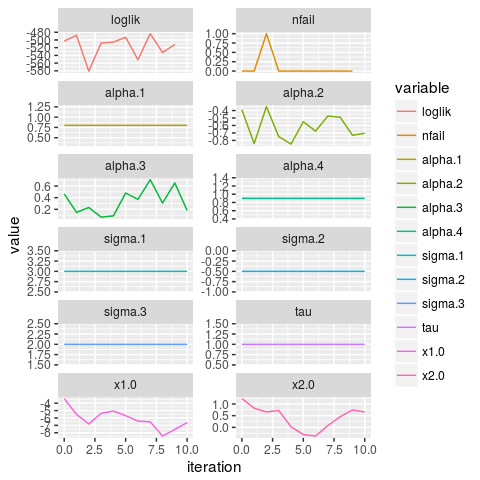 loglik
nfail
-480
-500
-520
-540
-560
-580
1.00
0.75
0.50
0.25
0.00
alpha.1
alpha.2
1.25
1.00
0.75
0.50
-0.4
-0.5
-0.6
-0.7
-0.8
alpha.3
alpha.4
0.6
0.4
0.2
1.4
1.2
1.0
0.8
0.6
0.4
sigma.1
sigma.2
3.50
3.25
3.00
2.75
2.50
0.00
-0.25
-0.50
-0.75
-1.00
sigma.3
tau
2.50
2.25
2.00
1.75
1.50
1.50
1.25
1.00
0.75
0.50
x1.0
x2.0
-4
-5
-6
-7
-8
1.0
0.5
0.0
0.0 2.5 5.0 7.5 10.0
0.0 2.5 5.0 7.5 10.0
iteration
value
variable
loglik
nfail
alpha.1
alpha.2
alpha.3
alpha.4
sigma.1
sigma.2
sigma.3
tau
x1.0
x2.0